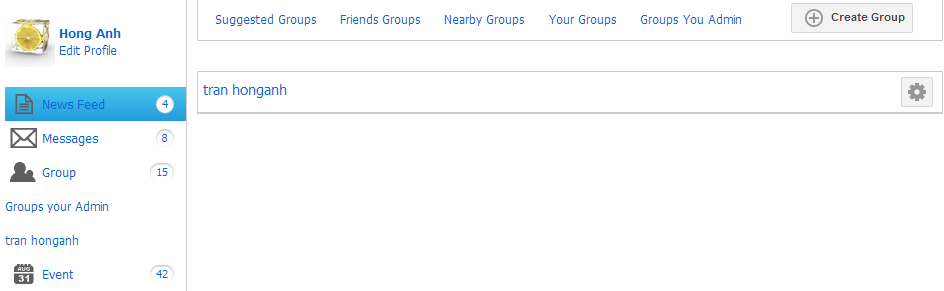 Hong Anh
Edit Profile
News Feed 4
Messages 8
Group 15
Groups your Admin
tran honganh
AUG
31
Event 42
Suggested Groups Friends Groups Nearby Groups Your Groups Groups You Admin Create Group
tran honganh